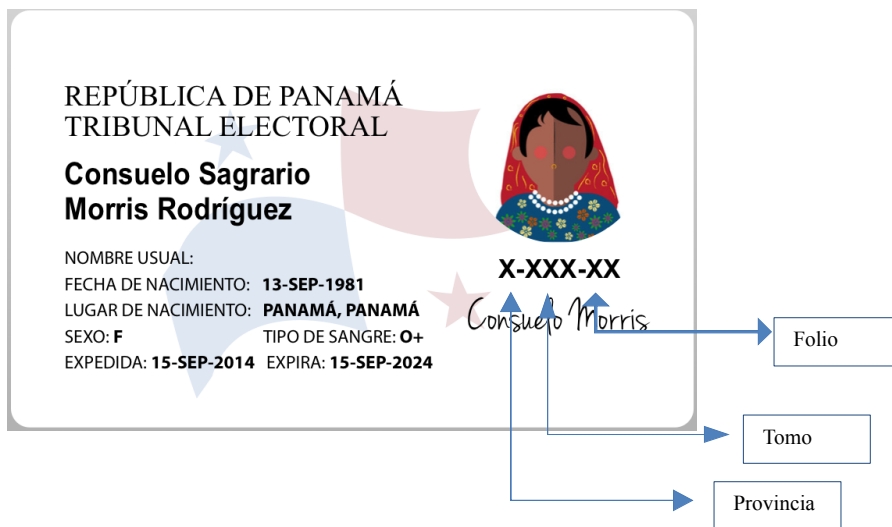 REPÚBLICA DE PANAMÁ
TRIBUNAL ELECTORAL
Consuelo Sagrario
Morris Rodríguez
NOMBRE USUAL:
FECHA DE NACIMIENTO: 13-SEP-1981
LUGAR DE NACIMIENTO: PANAMÁ, PANAMÁ
SEXO: F TIPO DE SANGRE: O+
EXPEDIDA: 15-SEP-2014 EXPIRA: 15-SEP-2024
X-XXX-XX
Consuelo Morris
Folio
Tomo
Provincia